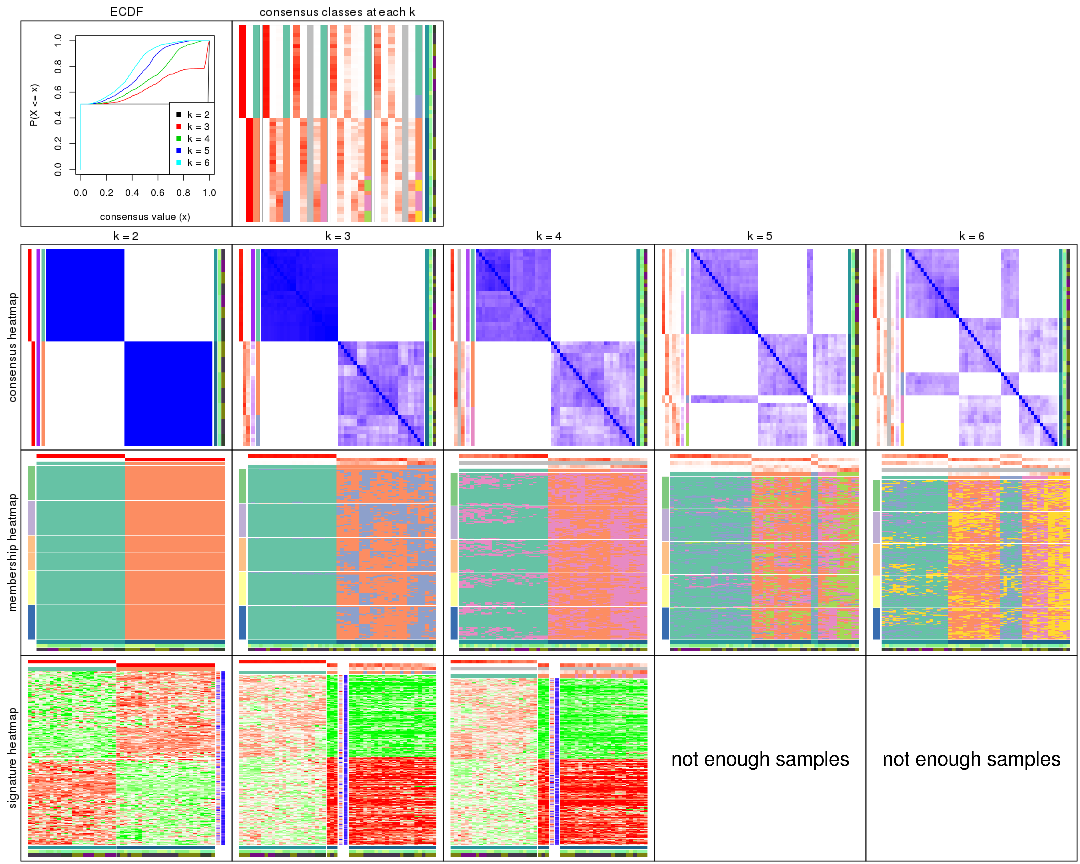 ECDF
consensus classes at each k
P(X <= x)
0.0 0.2 0.4 0.6 0.8 1.0
k = 2
k = 3
k = 4
k = 5
k = 6
0.0 0.2 0.4 0.6 0.8 1.0
consensus value (x)
k = 2 k = 3 k = 4 k = 5 k = 6
consensus heatmap
membership heatmap
signature heatmap
not enough samples
not enough samples